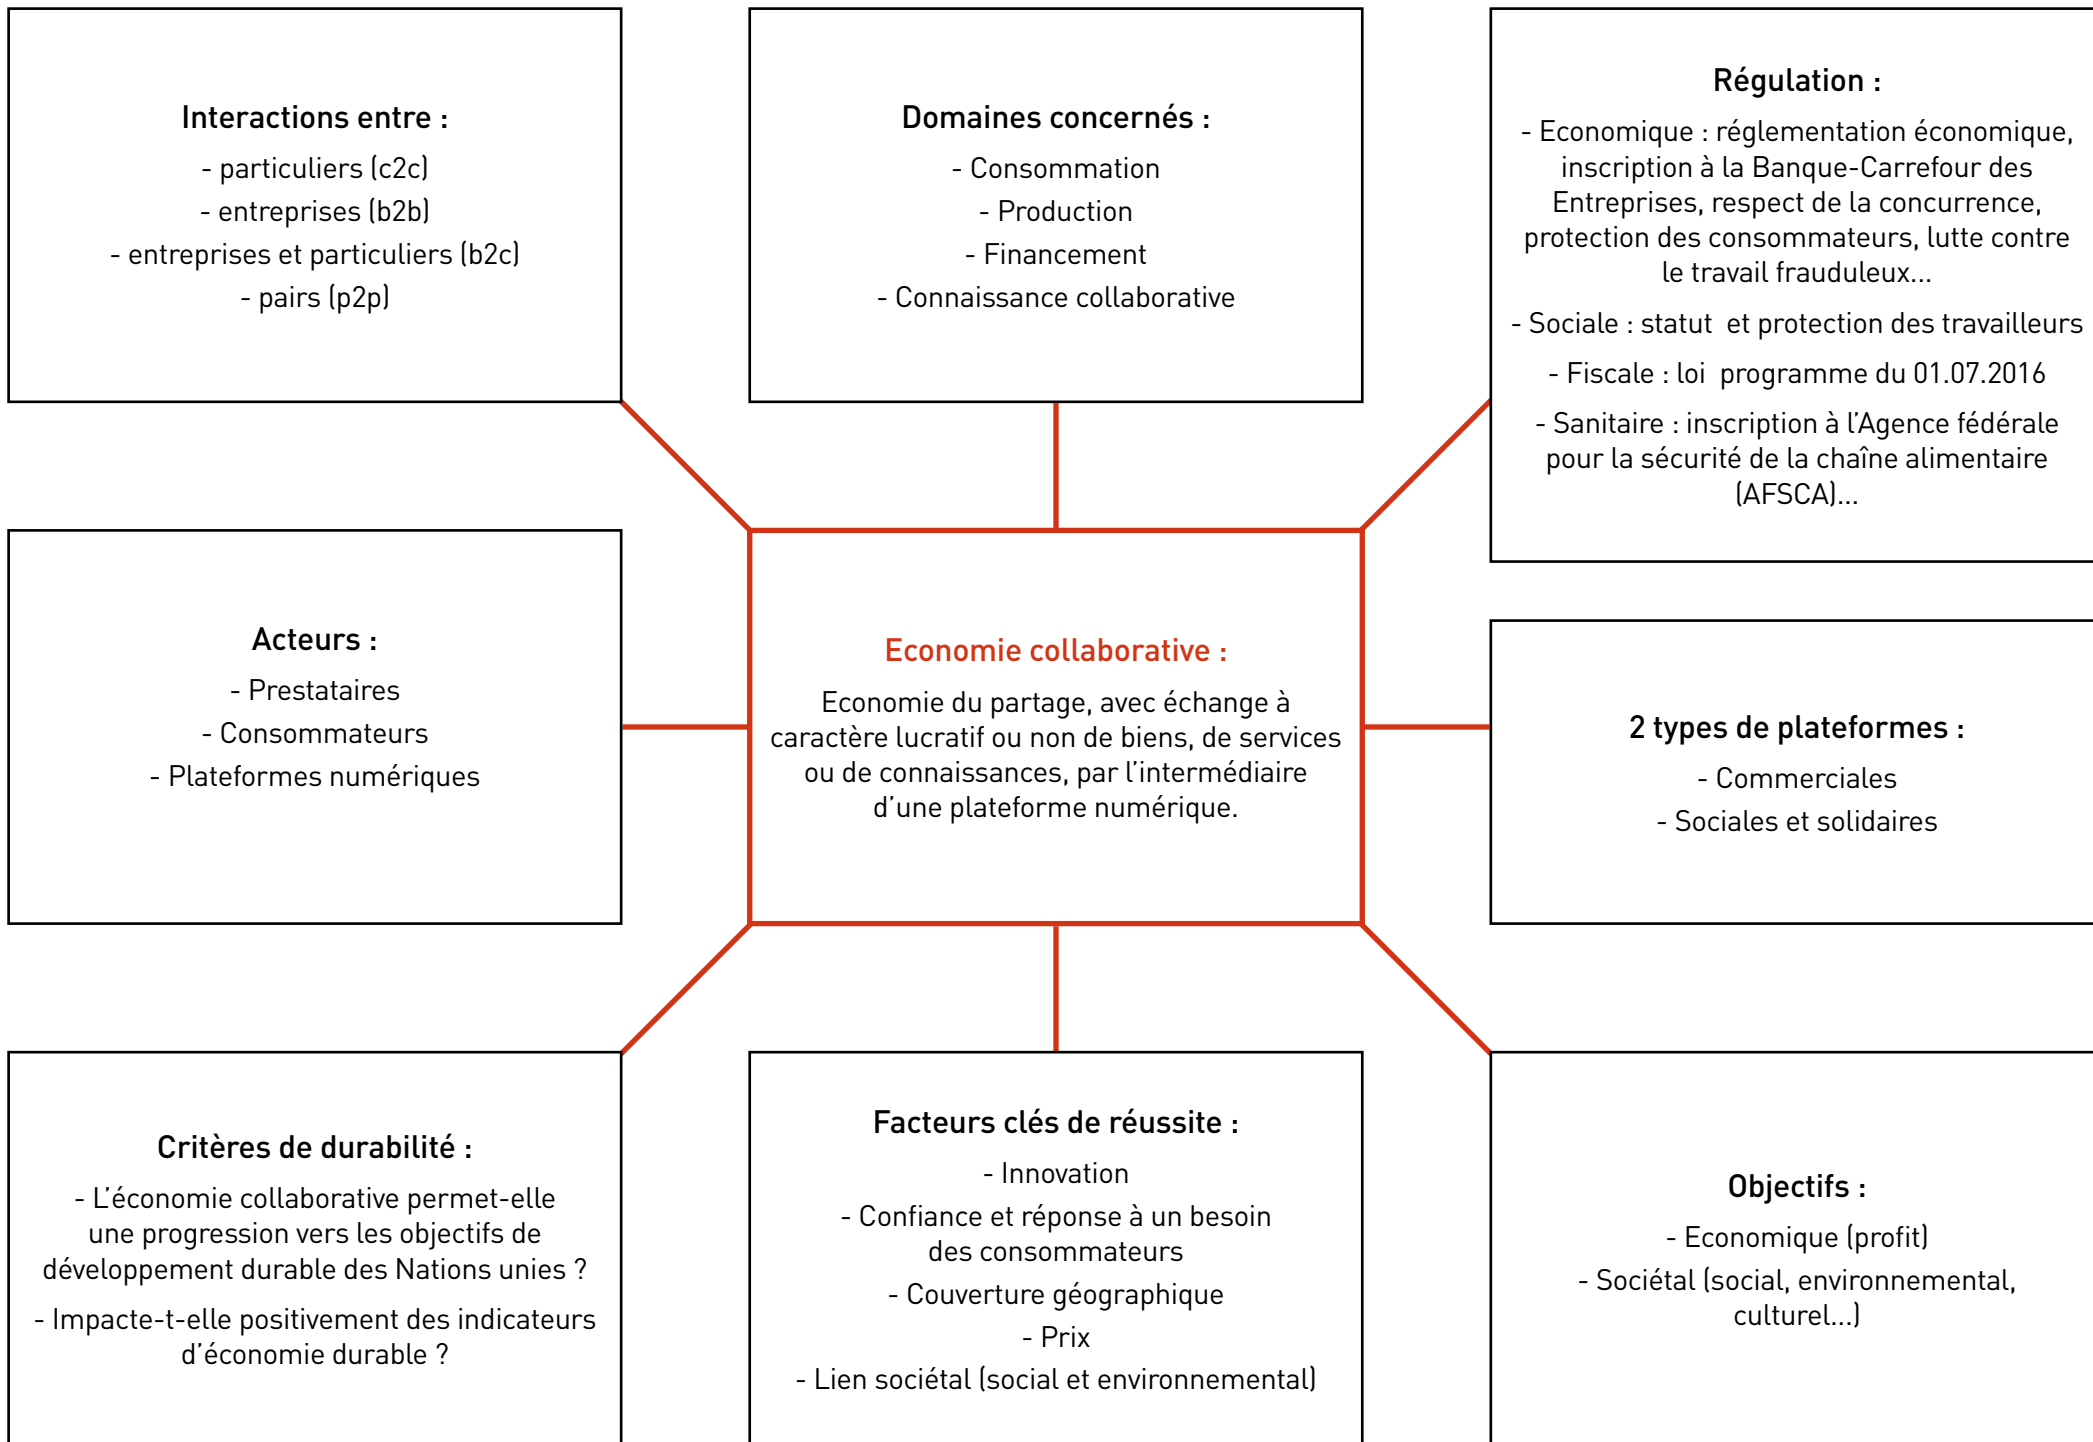 Interactions entre :
- particuliers (c2c)
- entreprises (b2b)
- entreprises et particuliers (b2c)
- pairs (p2p)
Domaines concernés :
- Consommation
- Production
- Financement
- Connaissance collaborative
Régulation :
- Economique : réglementation économique,
inscription à la Banque-Carrefour des
Entreprises, respect de la concurrence,
protection des consommateurs, lutte contre
le travail frauduleux...
- Sociale : statut  et protection des travailleurs
- Fiscale : loi  programme du 01.07.2016
- Sanitaire : inscription à l'Agence fédérale
pour la sécurité de la chaîne alimentaire
(AFSCA)...
Acteurs :
- Prestataires
- Consommateurs
- Plateformes numériques
Economie collaborative :
Economie du partage, avec échange à
caractère lucratif ou non de biens, de services
ou de connaissances, par l'intermédiaire
d'une plateforme numérique.
2 types de plateformes :
- Commerciales
- Sociales et solidaires
Critères de durabilité :
- L'économie collaborative permet-elle
une progression vers les objectifs de
développement durable des Nations unies ?
- Impacte-t-elle positivement des indicateurs
d'économie durable ?
Facteurs clés de réussite :
- Innovation
- Confiance et réponse à un besoin
des consommateurs
- Couverture géographique
- Prix
- Lien sociétal (social et environnemental)
Objectifs :
- Economique (profit)
- Sociétal (social, environnemental,
culturel...)